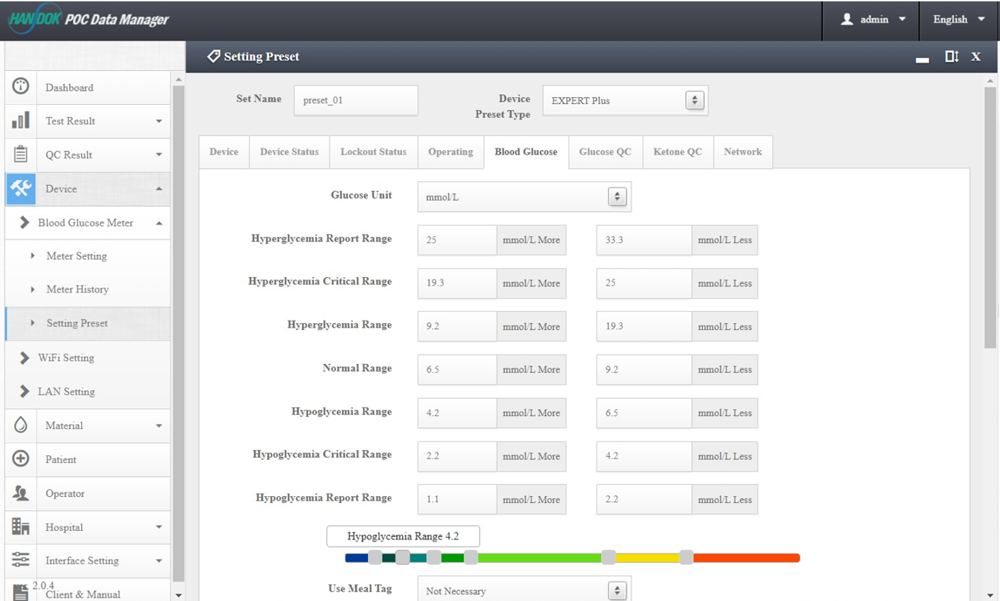 HANDOK POC Data Manager
admin
English
Setting Preset
X
Dashboard
Test Result
QC Result
Device
Blood Glucose Meter
Meter Setting
Meter History
Setting Preset
WiFi Setting
LAN Setting
Material
Patient
Operator
Hospital
Interface Setting
ver. 2.0.4
Client & Manual
Set Name
preset_01
Device
Preset Type
EXPERT Plus
Device
Device Status
Lockout Status
Operating
Blood Glucose
Glucose QC
Ketone QC
Network
Glucose Unit
mmol/L
Hyperglycemia Report Range 25 mmol/L More 33.3 mmol/L Less
Hyperglycemia Critical Range 19.3 mmol/L More 25 mmol/L Less
Hyperglycemia Range 9.2 mmol/L More 19.3 mmol/L Less
Normal Range 6.5 mmol/L More 9.2 mmol/L Less
Hypoglycemia Range 4.2 mmol/L More 6.5 mmol/L Less
Hypoglycemia Critical Range 2.2 mmol/L More 4.2 mmol/L Less
Hypoglycemia Report Range 1.1 mmol/L More 2.2 mmol/L Less
Hypoglycemia Range 4.2
Use Meal Tag
Not Necessary